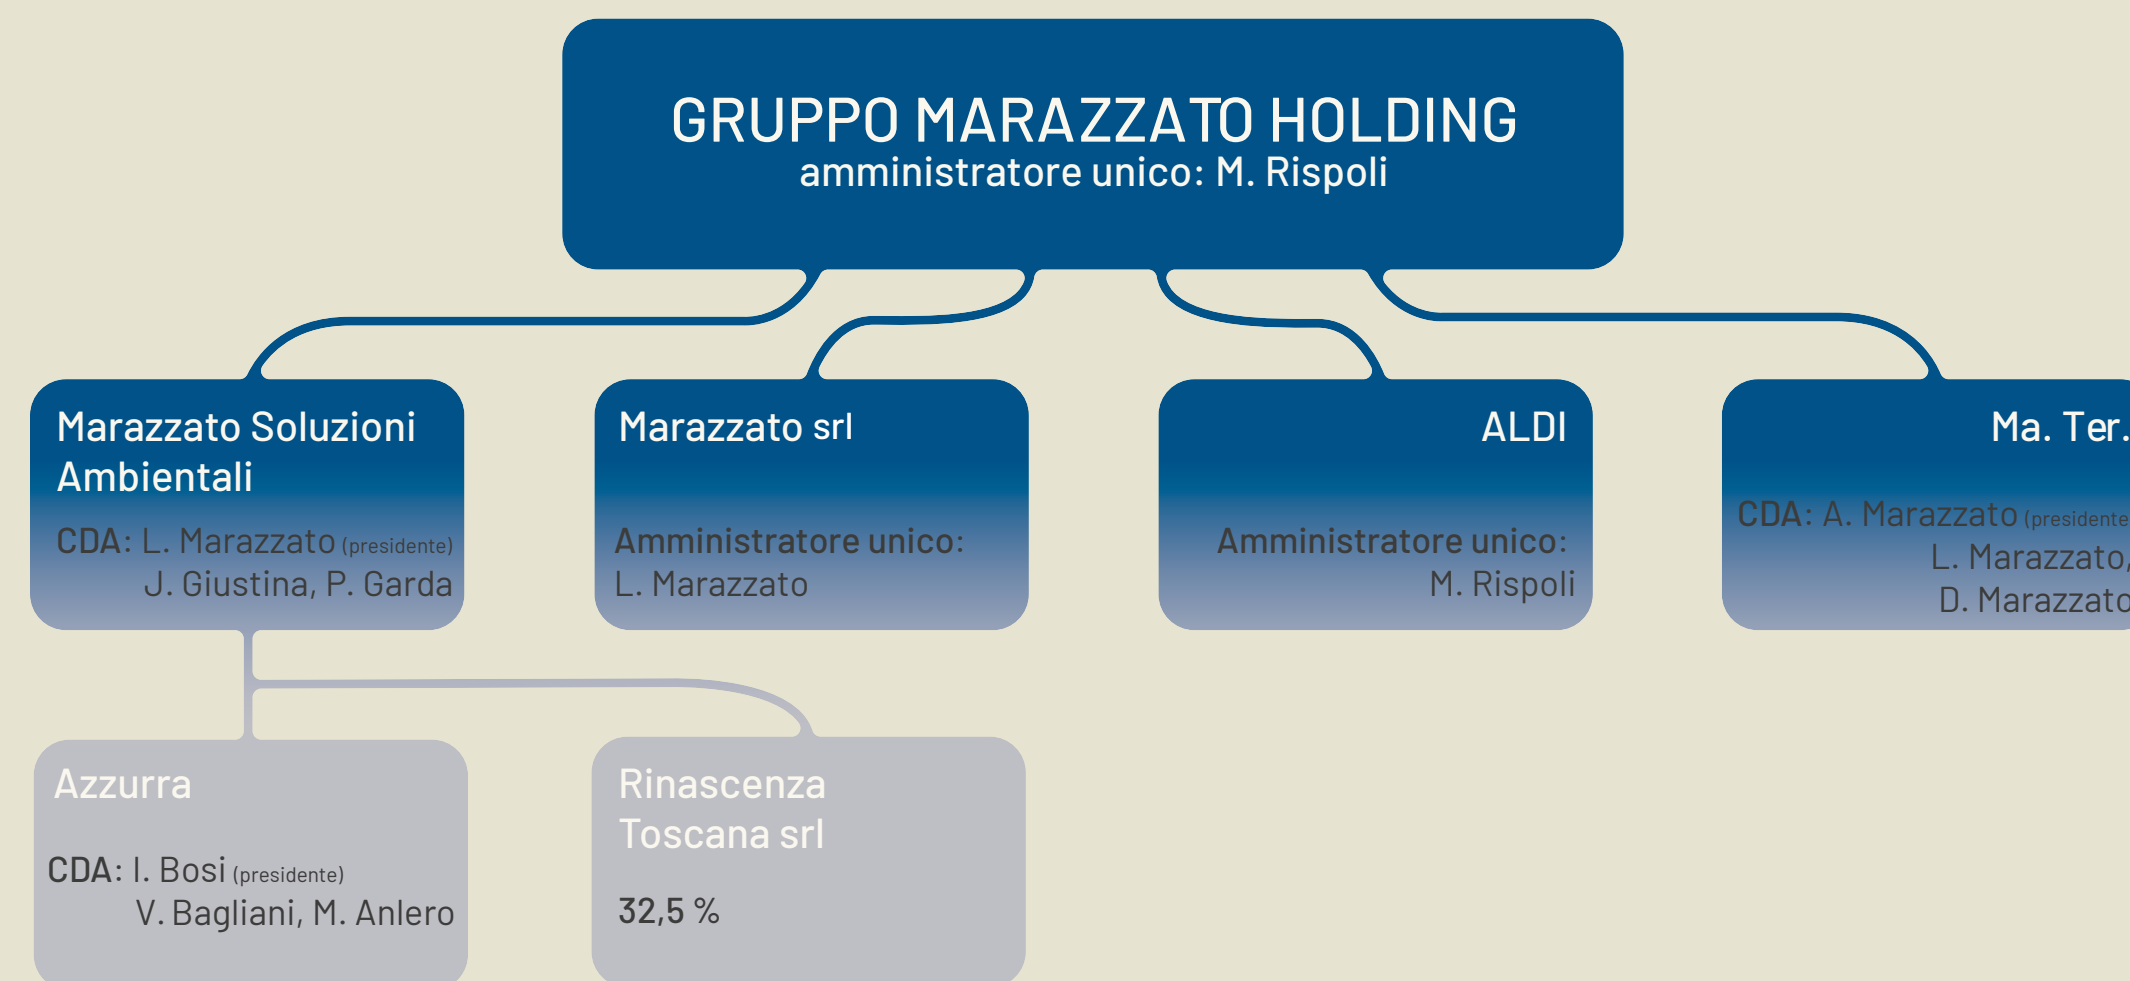 GRUPPO MARAZZATO HOLDING
amministratore unico: M. Rispoli
Marazzato Soluzioni
Ambientali
CDA: L. Marazzato (presidente)
J. Giustina, P. Garda
Marazzato srl
Amministratore unico:
L. Marazzato
ALDI
Amministratore unico:
M. Rispoli
Ma. Ter.
CDA: A. Marazzato (presidente
L. Marazzato,
D. Marazzato
Azzurra
CDA: I. Bosi (presidente)
V. Bagliani, M. Anlero
Rinascenza
Toscana srl
32,5 %